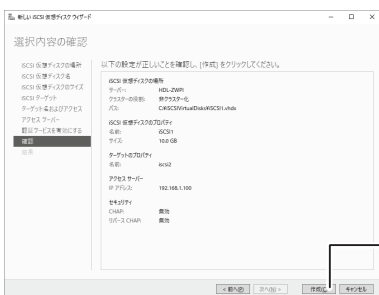 新しい iSCSI 仮想ディスク ウィザード
選択内容の確認
iSCSI 仮想ディスクの場所
iSCSI 仮想ディスク名
iSCSI 仮想ディスクのサイズ
iSCSI ターゲット
ターゲット名およびアクセス
アクセス サーバー
認証サービスを有効にする
確認
結果
以下の設定が正しいことを確認し、[作成] をクリックしてください。
iSCSI 仮想ディスクの場所
サーバー: HDL-ZWPI
クラスターの役割: 非クラスター化
パス: C:¥iSCSIVirtualDisks¥iSCSI1.vhdx
iSCSI 仮想ディスクのプロパティ
名前: iSCSI1
サイズ: 10.0 GB
ターゲットのプロパティ
名前: iscsi2
アクセス サーバー
IP アドレス: 192.168.1.100
セキュリティ
CHAP: 無効
リバース CHAP: 無効
< 前へ(P) 次へ(N) > 作成(C) キャンセル